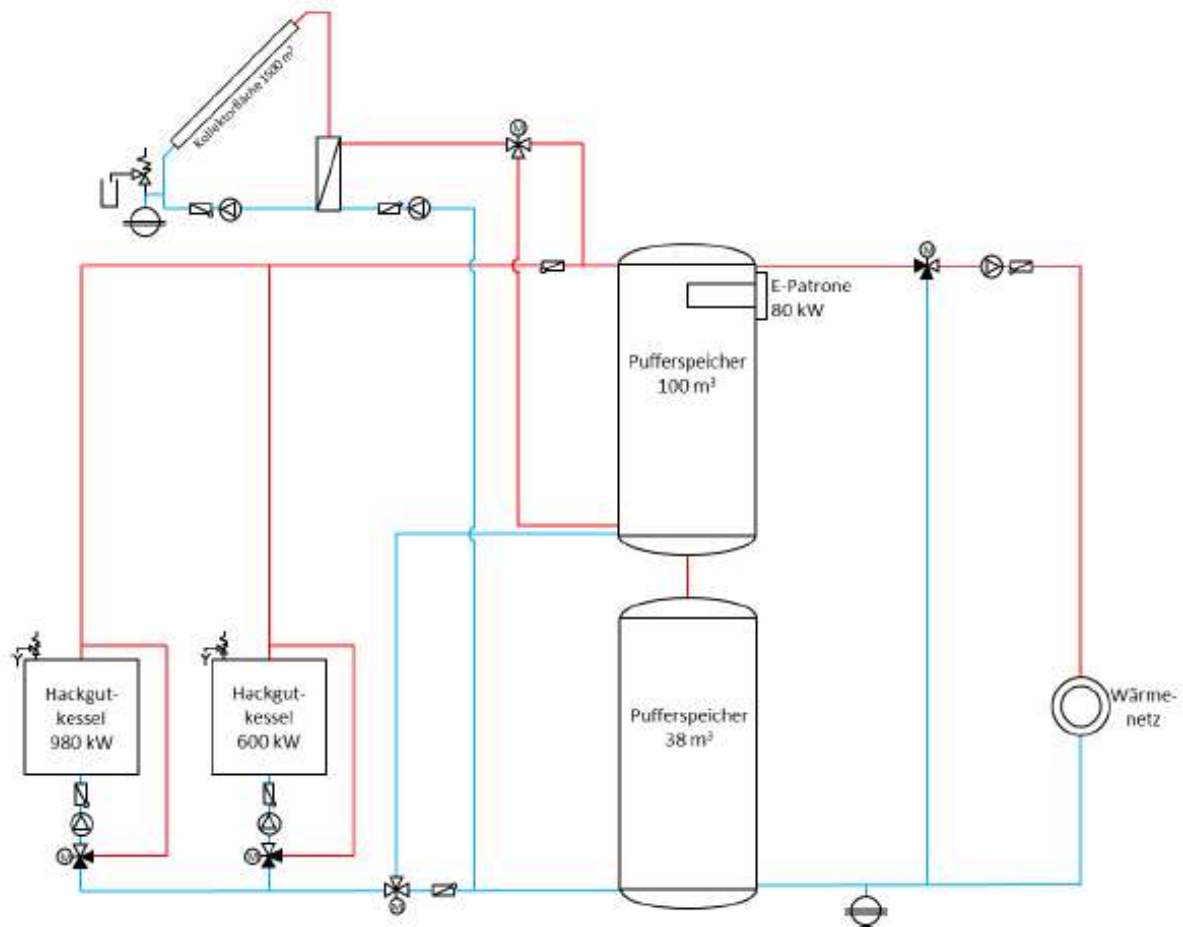 Kollektorfläche 1500 m²
M
M
E-Patrone
80 kW
Pufferspeicher
100 m³
Hackgut-
kessel
980 kW
Hackgut-
kessel
600 kW
Pufferspeicher
38 m³
Wärme-
netz
M
M
M